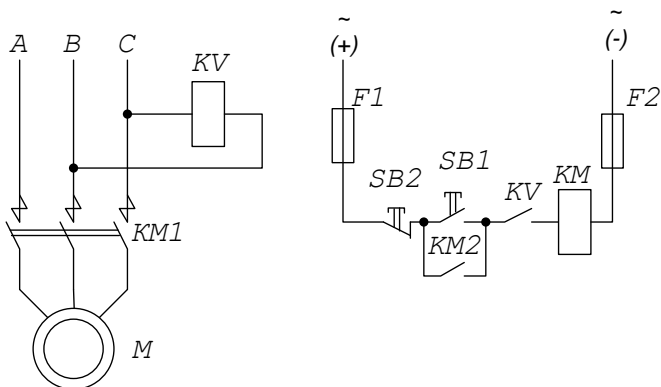 ~ ~
A B C (+) (-)
KV
F1 F2
SB2 SB1 KV KM
KM1 KM2
M